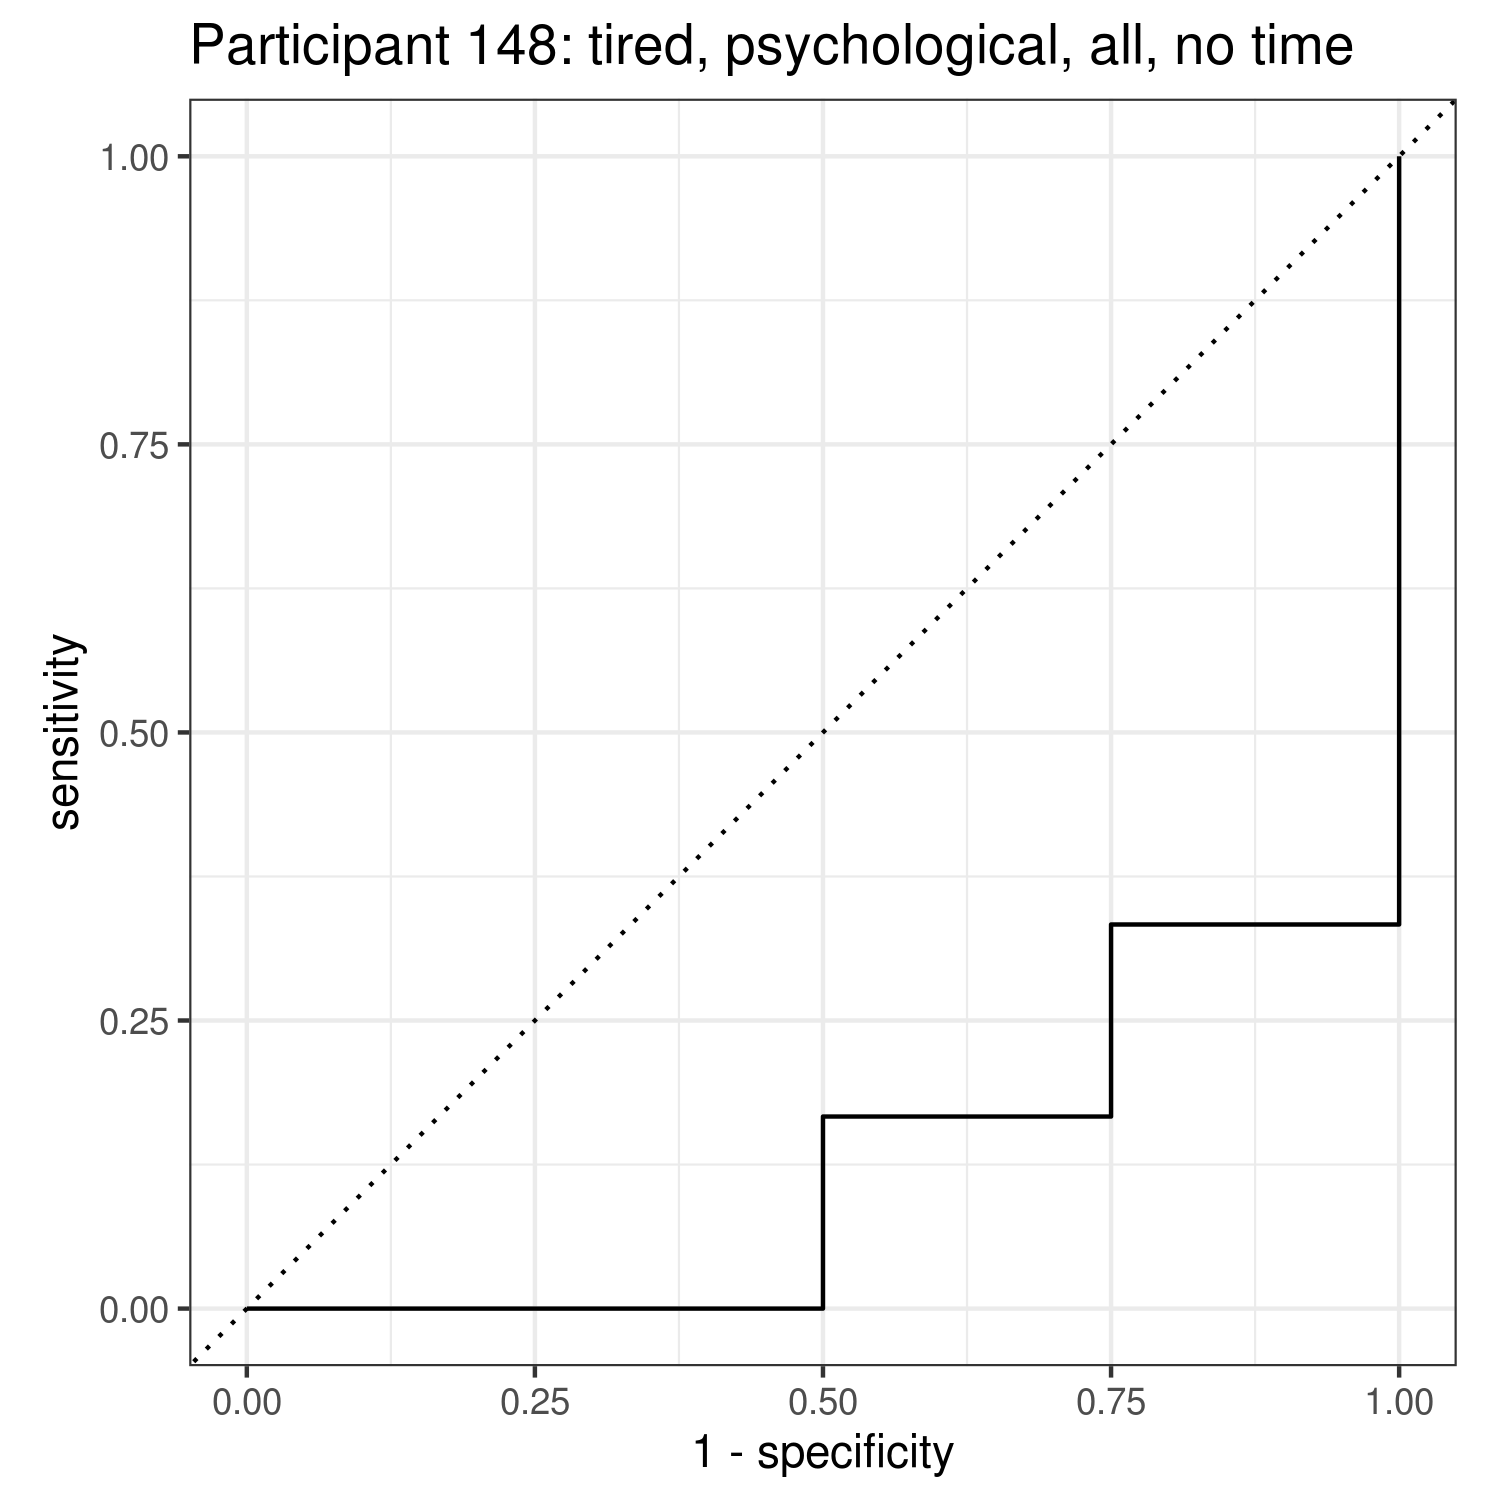 Participant 148: tired, psychological, all, no time
1.00
0.75
0.50
0.25
0.00
sensitivity
0.00 0.25 0.50 0.75 1.00
1 - specificity